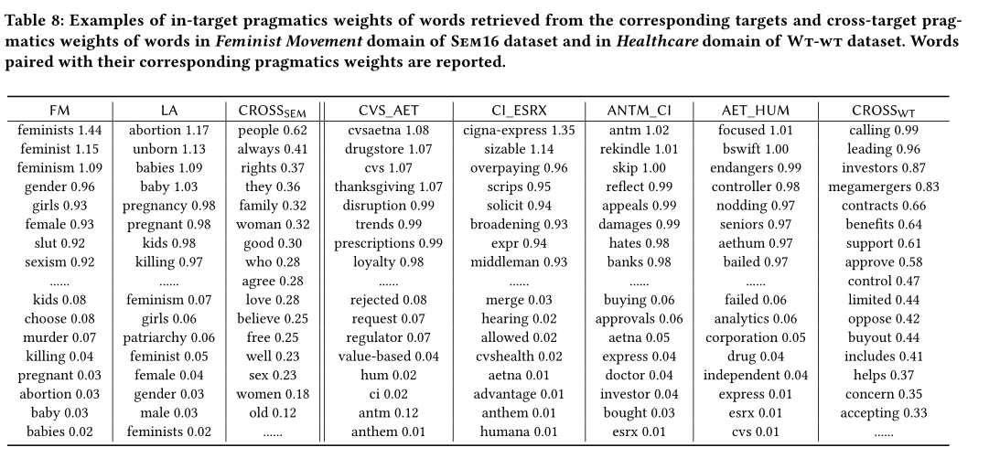 Table 8: Examples of in-target pragmatics weights of words retrieved from the corresponding targets and cross-target prag-
matics weights of words in Feminist Movement domain of SEM16 dataset and in Healthcare domain of WT-WT dataset. Words
paired with their corresponding pragmatics weights are reported.
FM LA CROSSSEM CVS_AET CI_ESRX ANTM_CI AET_HUM CROSSWT
feminists 1.44 abortion 1.17 people 0.62 cvsaetna 1.08 cigna-express 1.35 antm 1.02 focused 1.01 calling 0.99
feminist 1.15 unborn 1.13 always 0.41 drugstore 1.07 sizable 1.14 rekindle 1.01 bswift 1.00 leading 0.96
feminism 1.09 babies 1.09 rights 0.37 cvs 1.07 overpaying 0.96 skip 1.00 endangers 0.99 investors 0.87
gender 0.96 baby 1.03 they 0.36 thanksgiving 1.07 scrips 0.95 reflect 0.99 controller 0.98 megamergers 0.83
girls 0.93 pregnancy 0.98 family 0.32 disruption 0.99 solicit 0.94 appeals 0.99 nodding 0.97 contracts 0.66
female 0.93 pregnant 0.98 woman 0.32 trends 0.99 broadening 0.93 damages 0.99 seniors 0.97 benefits 0.64
slut 0.92 kids 0.98 good 0.30 prescriptions 0.99 expr 0.94 hates 0.98 aethum 0.97 support 0.61
sexism 0.92 killing 0.97 who 0.28 loyalty 0.98 middleman 0.93 banks 0.98 bailed 0.97 approve 0.58
...... ...... agree 0.28 ...... ...... ...... ...... control 0.47
kids 0.08 feminism 0.07 love 0.28 rejected 0.08 merge 0.03 buying 0.06 failed 0.06 limited 0.44
choose 0.08 girls 0.06 believe 0.25 request 0.07 hearing 0.02 approvals 0.06 analytics 0.06 oppose 0.42
murder 0.07 patriarchy 0.06 free 0.25 regulator 0.07 allowed 0.02 aetna 0.05 corporation 0.05 buyout 0.44
killing 0.04 feminist 0.05 well 0.23 value-based 0.04 cvshealth 0.02 express 0.04 drug 0.04 includes 0.41
pregnant 0.03 female 0.04 sex 0.23 hum 0.02 aetna 0.01 doctor 0.04 independent 0.04 helps 0.37
abortion 0.03 gender 0.03 women 0.18 ci 0.02 advantage 0.01 investor 0.04 express 0.01 concern 0.35
baby 0.03 male 0.03 old 0.12 antm 0.12 anthem 0.01 bought 0.03 esrx 0.01 accepting 0.33
babies 0.02 feminists 0.02 ...... anthem 0.01 humana 0.01 esrx 0.01 cvs 0.01 ......